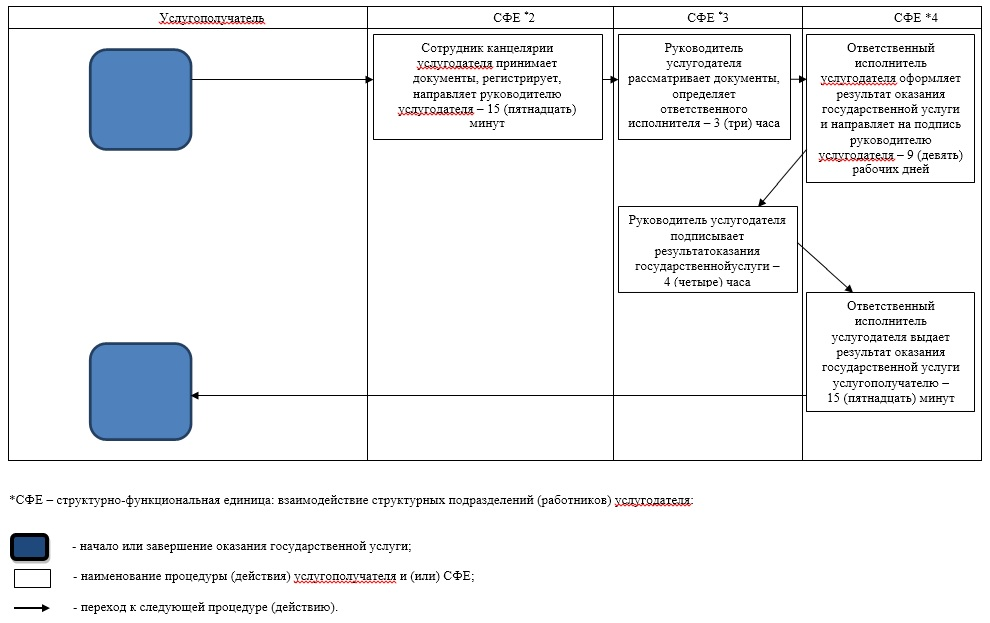 Услугополучатель
СФЕ *2
СФЕ *3
СФЕ *4
Сотрудник канцелярии
услугодателя принимает
документы, регистрирует,
направляет руководителю
услугодателя – 15 (пятнадцать)
минут
Руководитель
услугодателя
рассматривает документы,
определяет
ответственного
исполнителя – 3 (три) часа
Ответственный
исполнитель
услугодателя оформляет
результат оказания
государственной услуги
и направляет на подпись
руководителю
услугодателя – 9 (девять)
рабочих дней
Руководитель услугодателя
подписывает
результатоказания
государственнойуслуги –
4 (четыре) часа
Ответственный
исполнитель
услугодателя выдает
результат оказания
государственной услуги
услугополучателю –
15 (пятнадцать) минут
*СФЕ – структурно-функциональная единица: взаимодействие структурных подразделений (работников) услугодателя:
- начало или завершение оказания государственной услуги;
- наименование процедуры (действия) услугополучателя и (или) СФЕ;
- переход к следующей процедуре (действию).